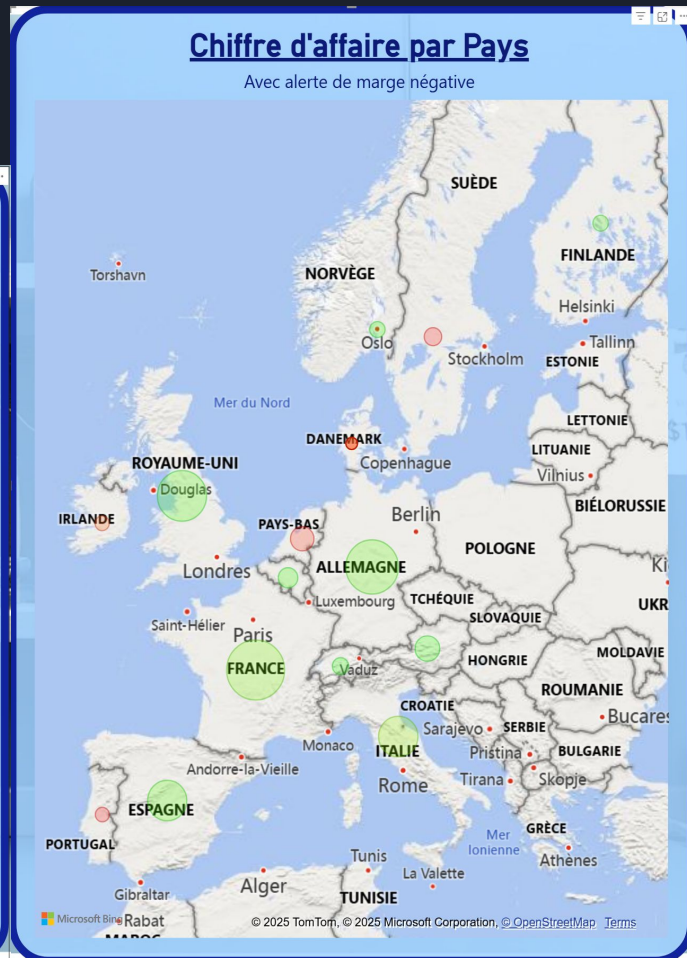 Chiffre d'affaire par Pays
Avec alerte de marge négative
SUÈDE
FINLANDE
Torshavn
NORVÈGE
Helsinki
Oslo
Tallinn
Stockholm
ESTONIE
Mer du Nord
LETTONIE
DANEMARK
LITUANIE
Copenhague
ROYAUME-UNI
Vilnius
Douglas
BIÉLORUSSIE
IRLANDE
PAYS-BAS
Berlin
POLOGNE
Londres
ALLEMAGNE
Ki
TCHÉQUIE
Luxembourg
UKR
SLOVAQUIE
Saint-Hélier
Paris
MOLDAVIE
HONGRIE
FRANCE
Vaduz
ROUMANIE
CROATIE
Bucares
Sarajevo
SERBIE
Monaco
ITALIE
Pristina
BULGARIE
Andorre-la-Vieille
Rome
Tirana
Skopje
ESPAGNE
GRÈCE
Mer
Ionienne
PORTUGAL
Athènes
Tunis
La Valette
Alger
Gibraltar
TUNISIE
Microsoft Bing
Rabat
© 2025 TomTom, © 2025 Microsoft Corporation, © OpenStreetMap Terms
MAROC